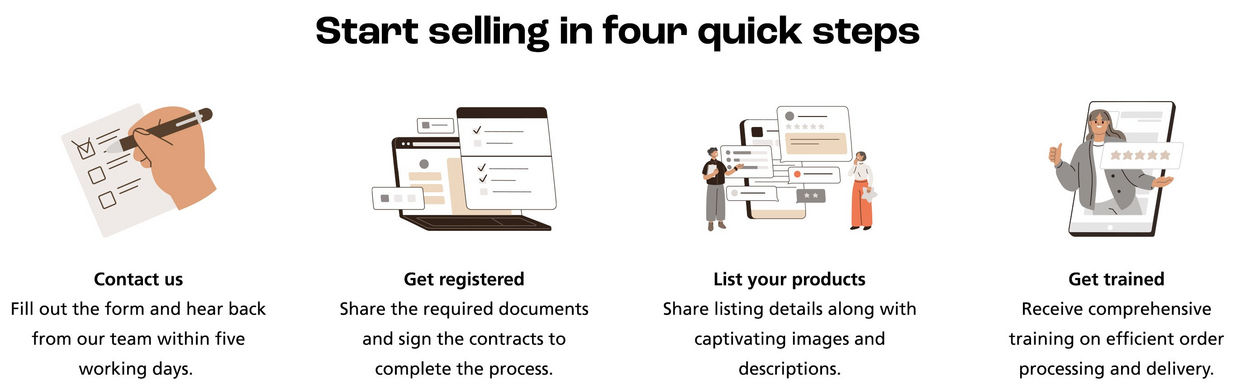 Start selling in four quick steps
Contact us
Fill out the form and hear back
from our team within five
working days.
Get registered
Share the required documents
and sign the contracts to
complete the process.
List your products
Share listing details along with
captivating images and
descriptions.
Get trained
Receive comprehensive
training on efficient order
processing and delivery.